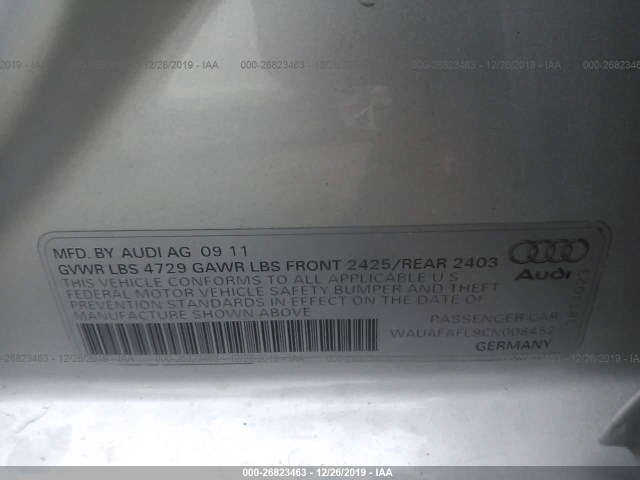 000-26823463 - 12/26/2019 - IAA
MFD. BY AUDI AG 09 11
GVWR LBS 4729 GAWR LBS FRONT 2425/REAR 2403
THIS VEHICLE CONFORMS TO ALL APPLICABLE U.S
FEDERAL MOTOR VEHICLE SAFETY, BUMPER AND THEFT
PREVENTION STANDARDS IN EFFECT ON THE DATE OF
MANUFACTURE SHOWN ABOVE
Audi
PASSENGER CAR
WAUAFAFL9CN008452
GERMANY
000-26823463 - 12/26/2019 - IAA